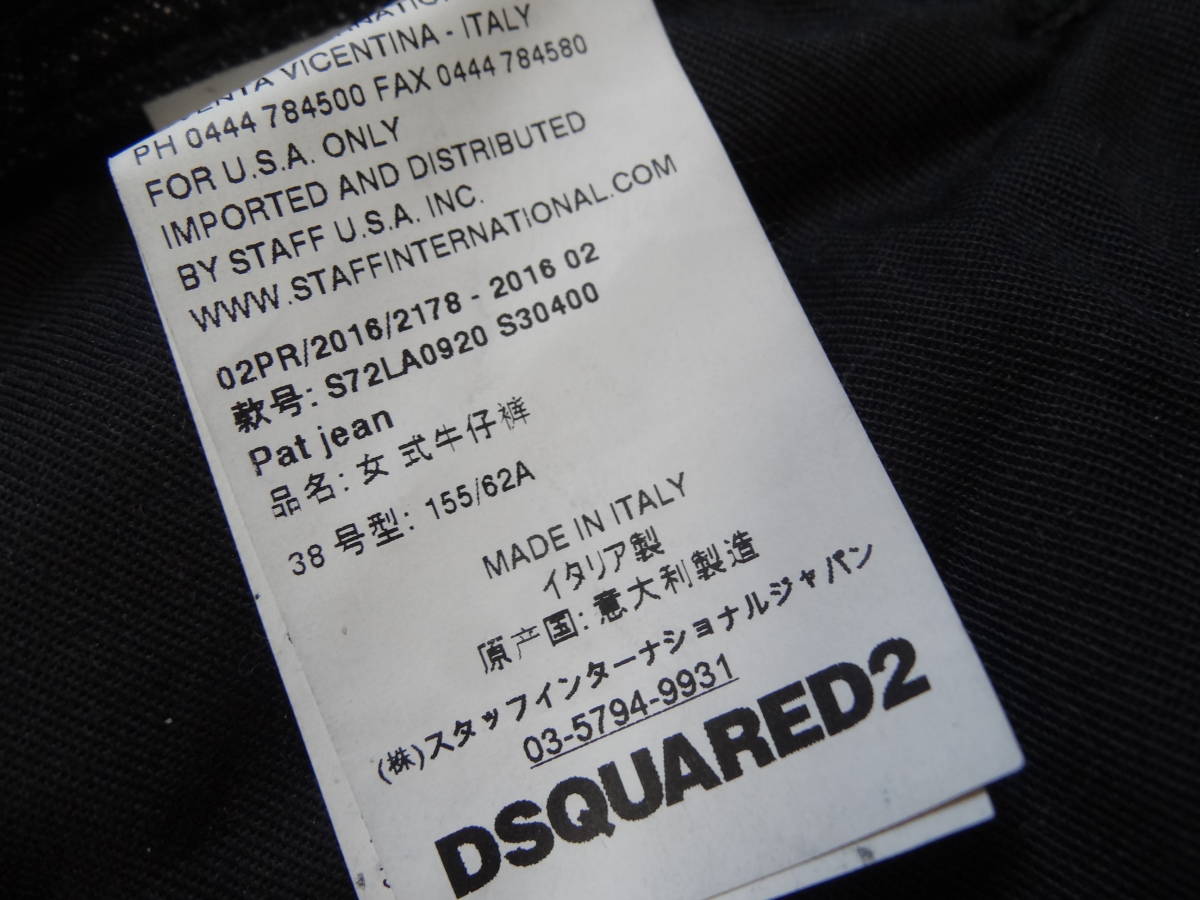 VICENTINA - ITALY
PH 0444 784500 FAX 0444 784580
FOR U.S.A. ONLY
IMPORTED AND DISTRIBUTED
BY STAFF U.S.A. INC.
WWW.STAFFINTERNATIONAL.COM
02PR/2016/2178 - 2016 02
款号: S72LA0920 S30400
Pat jean
品名: 女 式牛仔裤
38 号型: 155/62A
MADE IN ITALY
イタリア製
原产国: 意大利製造
(株)スタッフインターナショナルジャパン
03-5794-9931
DSQUARED2